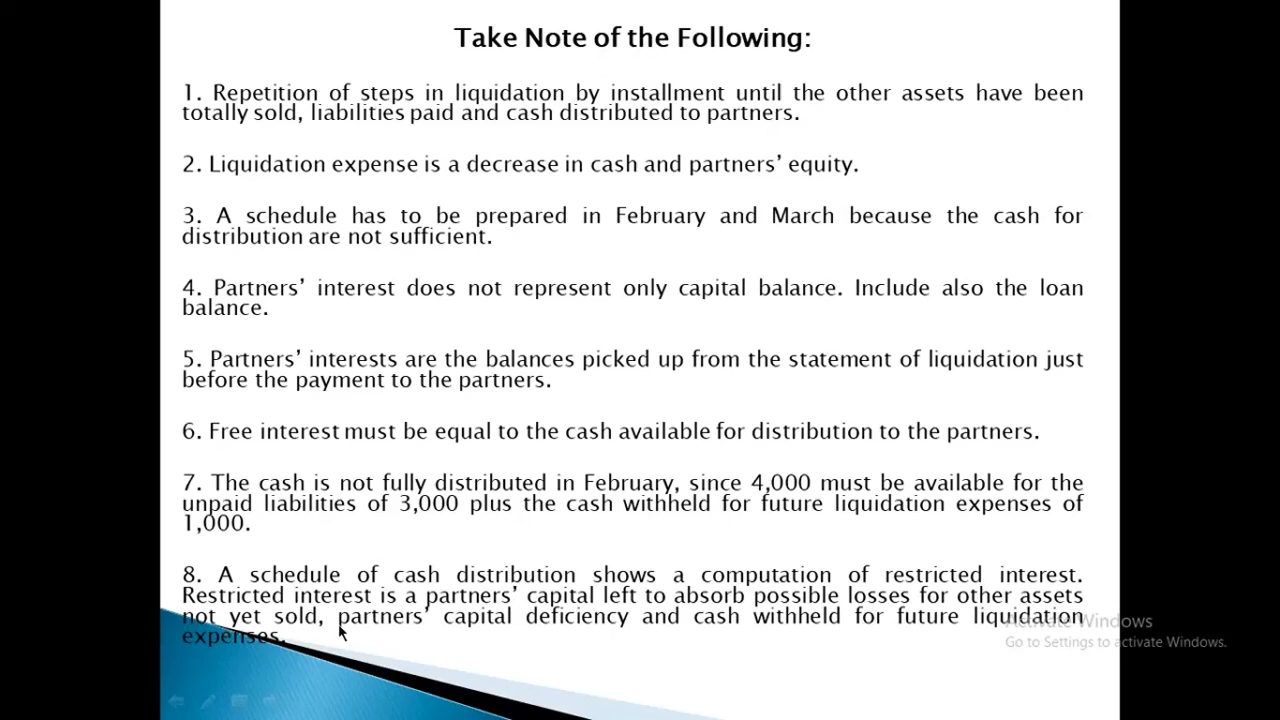 Take Note of the Following:
1. Repetition of steps in liquidation by installment until the other assets have been
totally sold, liabilities paid and cash distributed to partners.
2. Liquidation expense is a decrease in cash and partners’ equity.
3. A schedule has to be prepared in February and March because the cash for
distribution are not sufficient.
4. Partners’ interest does not represent only capital balance. Include also the loan
balance.
5. Partners’ interests are the balances picked up from the statement of liquidation just
before the payment to the partners.
6. Free interest must be equal to the cash available for distribution to the partners.
7. The cash is not fully distributed in February, since 4,000 must be available for the
unpaid liabilities of 3,000 plus the cash withheld for future liquidation expenses of
1,000.
8. A schedule of cash distribution shows a computation of restricted interest.
Restricted interest is a partners’ capital left to absorb possible losses for other assets
not yet sold, partners’ capital deficiency and cash withheld for future liquidation
expenses.
Activate Windows
Go to Settings to activate Windows.